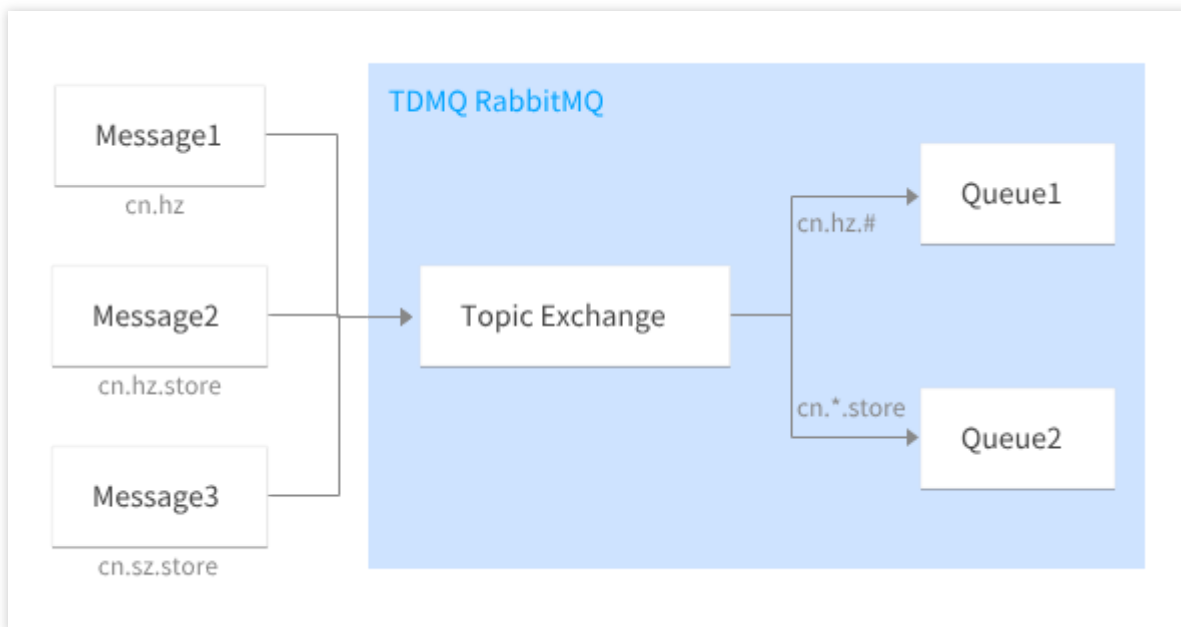 TDMQ RabbitMQ
Message1
cn.hz
Message2
cn.hz.store
Message3
cn.sz.store
Topic Exchange
cn.hz.#
Queue1
cn.*.store
Queue2